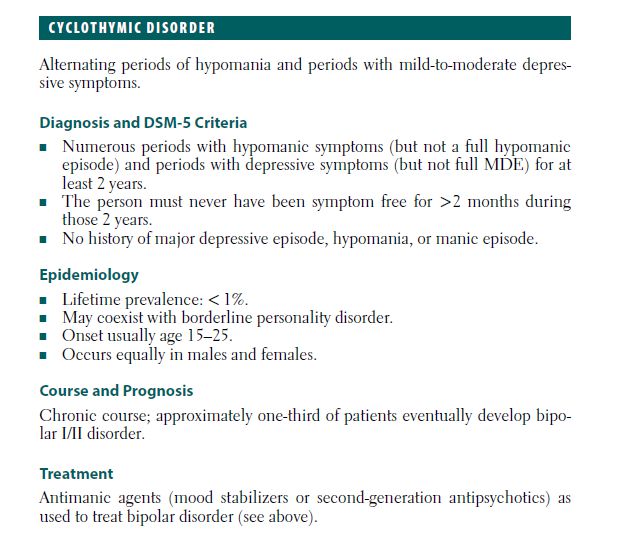 CYCLOTHYMIC DISORDER
Alternating periods of hypomania and periods with mild-to-moderate depres-
sive symptoms.
Diagnosis and DSM-5 Criteria
■ Numerous periods with hypomanic symptoms (but not a full hypomanic
episode) and periods with depressive symptoms (but not full MDE) for at
least 2 years.
■ The person must never have been symptom free for >2 months during
those 2 years.
■ No history of major depressive episode, hypomania, or manic episode.
Epidemiology
■ Lifetime prevalence: < 1%.
■ May coexist with borderline personality disorder.
■ Onset usually age 15–25.
■ Occurs equally in males and females.
Course and Prognosis
Chronic course; approximately one-third of patients eventually develop bipo-
lar I/II disorder.
Treatment
Antimanic agents (mood stabilizers or second-generation antipsychotics) as
used to treat bipolar disorder (see above).